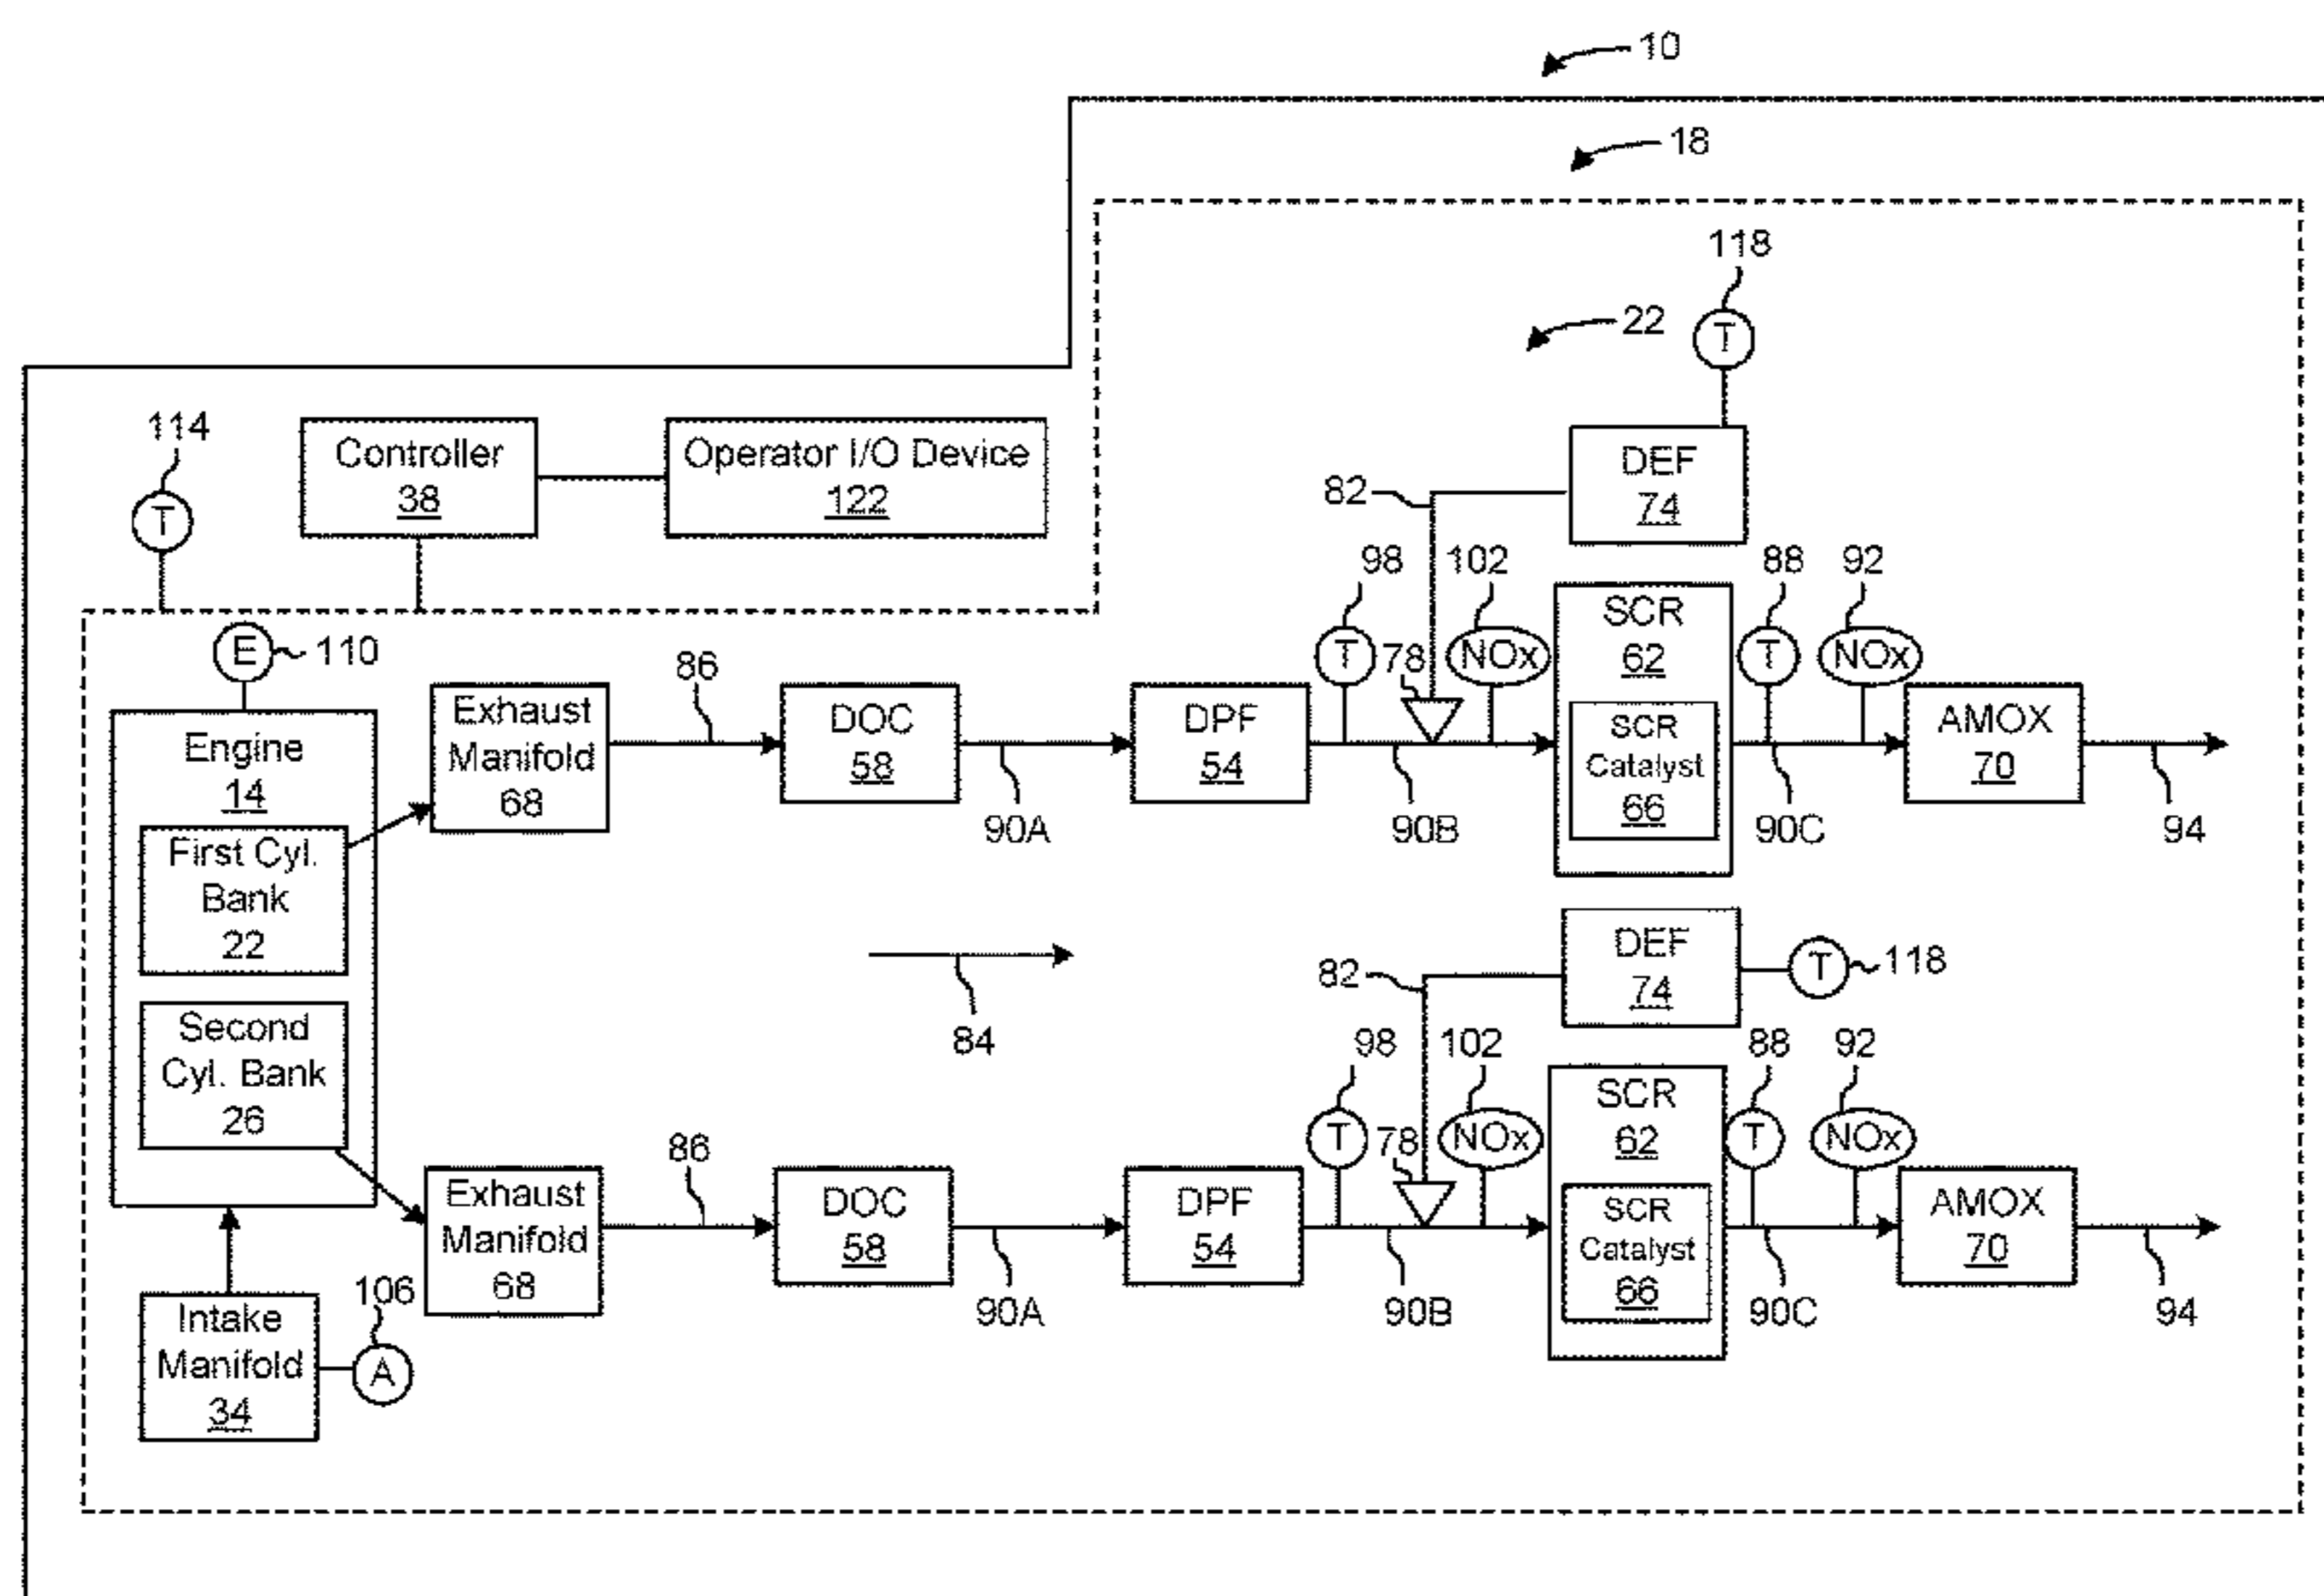 10
18
118
22
T
114
Controller
38
Operator I/O Device
122
DEF
74
82
T
98
102
88
92
E
110
T
78
NOx
SCR
62
T
NOx
86
Exhaust
Manifold
68
DOC
58
DPF
54
SCR
Catalyst
66
AMOX
70
90A
90B
90C
94
Engine
14
First Cyl.
Bank
22
Second
Cyl. Bank
26
84
DEF
74
T
118
82
98
102
88
92
T
78
NOx
SCR
62
T
NOx
86
Exhaust
Manifold
68
DOC
58
DPF
54
SCR
Catalyst
66
AMOX
70
90A
90B
90C
94
Intake
Manifold
34
106
A